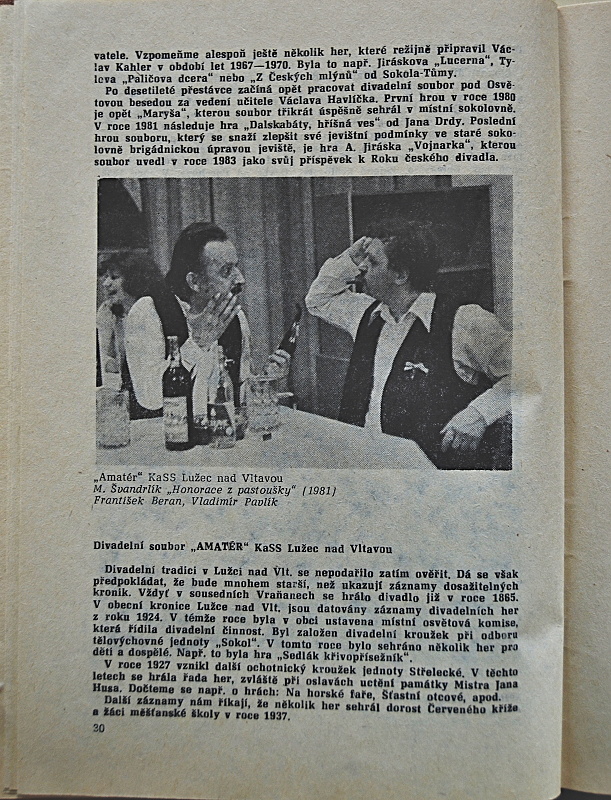 vatele. Vzpomeňme alespoň ještě několik her, které režijně připravil Vác-
lav Kahler v období let 1967—1970. Byla to např. Jiráskova „Lucerna", Ty-
lova „Paličova dcera" nebo „Z Českých mlýnů" od Sokola-Tůmy.
Po desetileté přestávce začíná opět pracovat divadelní soubor pod Osvě-
tovou besedou za vedení učitele Václava Havlíčka. První hrou v roce 1980
je opět „Maryša", kterou soubor třikrát úspěšně sehrál v místní sokolovně.
V roce 1981 následuje hra „Dalskabáty, hříšná ves" od Jana Drdy. Poslední
hrou souboru, který se snaží zlepšit své jevištní podmínky ve staré soko-
lovně brigádnickou úpravou jeviště, je hra A. Jiráska „Vojnarka", kterou
soubor uvedl v roce 1983 jako svůj příspěvek k Roku českého divadla.
„Amatér" KaSS Lužec nad Vltavou
M. Švandrlík „Honorace z pastoušky" (1981)
František Beran, Vladimír Pavlík
Divadelní soubor „AMATÉR" KaSS Lužec nad Vltavou
Divadelní tradici v Lužci nad Vlt. se nepodařilo zatím ověřit. Dá se však
předpokládat, že bude mnohem starší, než ukazují záznamy dosažitelných
kronik. Vždyť v sousedních Vraňanech se hrálo divadlo již v roce 1865.
V obecní kronice Lužce nad Vlt. jsou datovány záznamy divadelních her
z roku 1924. V témže roce byla v obci ustavena místní osvětová komise,
která řídila divadelní činnost. Byl založen divadelní kroužek při odboru
tělovýchovné jednoty „Sokol". V tomto roce bylo sehráno několik her pro
děti a dospělé. Např. to byla hra „Sedlák křivopřísežník".
V roce 1927 vznikl další ochotnický kroužek jednoty Střelecké. V těchto
letech se hrála řada her, zvláště při oslavách uctění památky Mistra Jana
Husa. Dočteme se např. o hrách: Na horské faře, Šťastní otcové, apod.
Další záznamy nám říkají, že několik her sehrál dorost Červeného kříže
a žáci měšťanské školy v roce 1937.
30